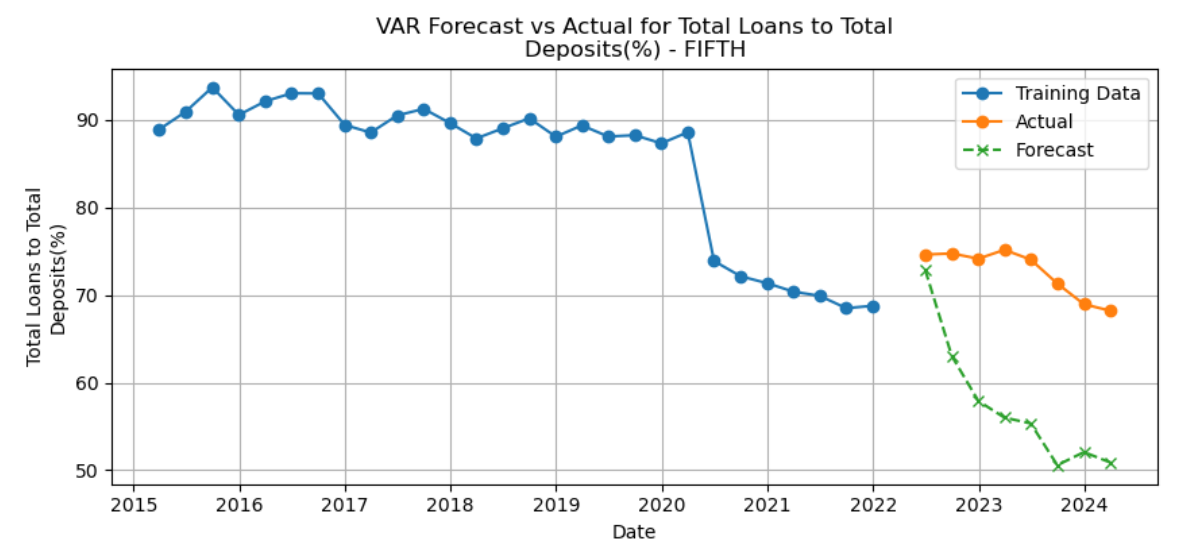 VAR Forecast vs Actual for Total Loans to Total
Deposits(%) - FIFTH
Training Data
Actual
Forecast
Total Loans to Total
Deposits(%)
90
80
70
60
50
2015 2016 2017 2018 2019 2020 2021 2022 2023 2024
Date